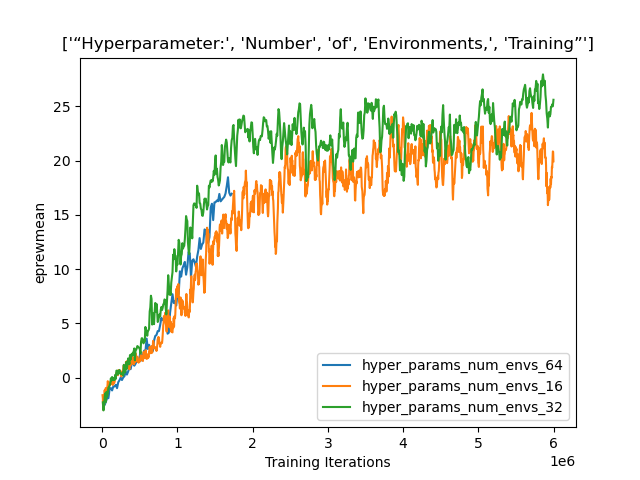 ['“Hyperparameter:', 'Number', 'of', 'Environments,', 'Training”']
eprewmean
25
20
15
10
5
0
0 1 2 3 4 5 6
1e6
Training Iterations
hyper_params_num_envs_64
hyper_params_num_envs_16
hyper_params_num_envs_32